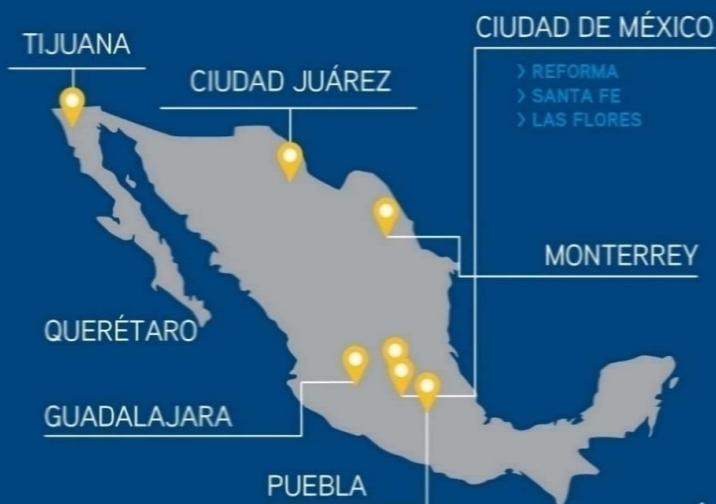 CIUDAD DE MÉXICO
TIJUANA
> REFORMA
> SANTA FE
> LAS FLORES
CIUDAD JUÁREZ
MONTERREY
QUERÉTARO
GUADALAJARA
PUEBLA